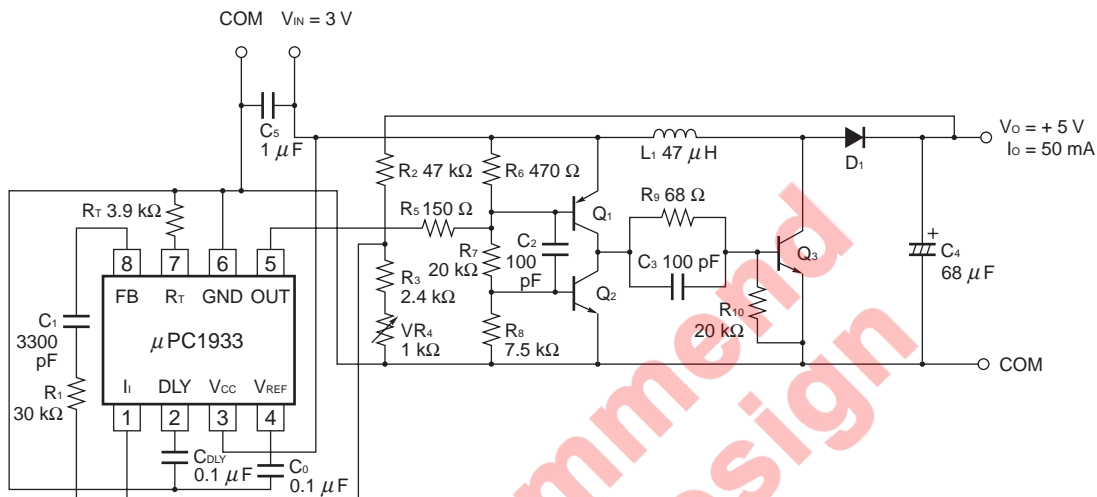 COM VIN = 3 V
C5
1 μF
VO = + 5 V
IO = 50 mA
L1 47 μH
D1
R2 47 kΩ
R6 470 Ω
RT 3.9 kΩ
R5 150 Ω
Q1
R9 68 Ω
C2
100
pF
R7
20 kΩ
C3 100 pF
Q3
C4
68 μF
+
R3
2.4 kΩ
Q2
R10
20 kΩ
VR4
1 kΩ
R8
7.5 kΩ
COM
8 7 6 5
FB RT GND OUT
μPC1933
II DLY VCC VREF
1 2 3 4
C1
3300
pF
R1
30 kΩ
CDLY
0.1 μF
C0
0.1 μF
mmend
sign